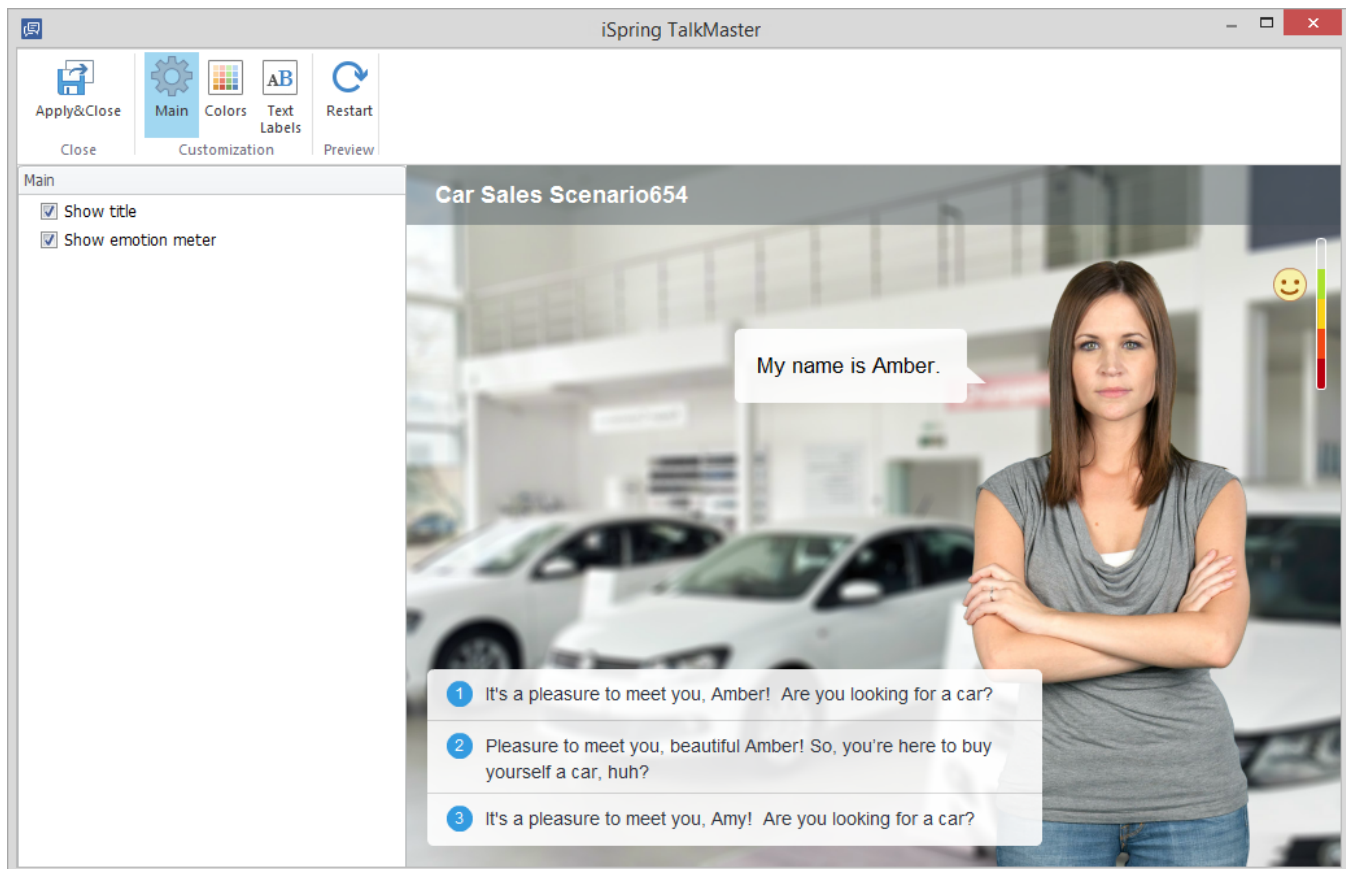 iSpring TalkMaster
Apply&Close
Main
Colors
AB
Text
Labels
Restart
Close
Customization
Preview
Main
Show title
Show emotion meter
Car Sales Scenario654
My name is Amber.
1 It's a pleasure to meet you, Amber!  Are you looking for a car?
2 Pleasure to meet you, beautiful Amber! So, you're here to buy
yourself a car, huh?
3 It's a pleasure to meet you, Amy!  Are you looking for a car?